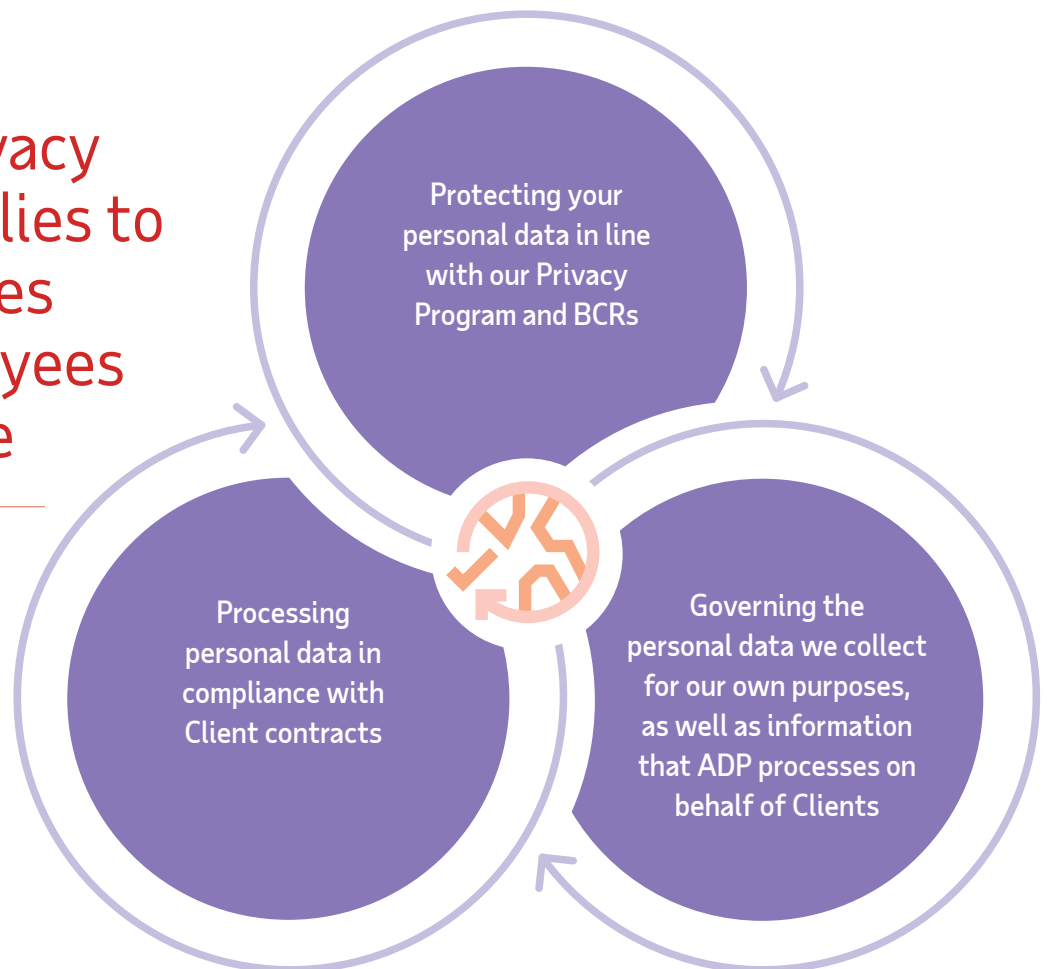 vacy
lies to
es
yees
e
Protecting your
personal data in line
with our Privacy
Program and BCRs
Processing
personal data in
compliance with
Client contracts
Governing the
personal data we collect
for our own purposes,
as well as information
that ADP processes on
behalf of Clients